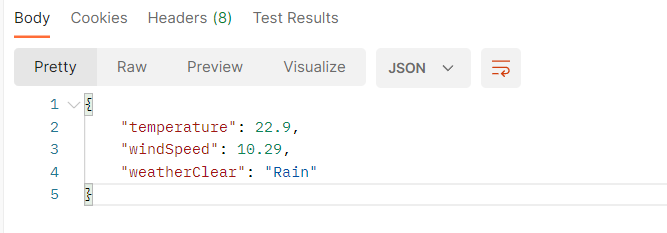 Body Cookies Headers (8) Test Results
Pretty Raw Preview Visualize JSON
1 {
2 "temperature": 22.9,
3 "windSpeed": 10.29,
4 "weatherClear": "Rain"
5 }